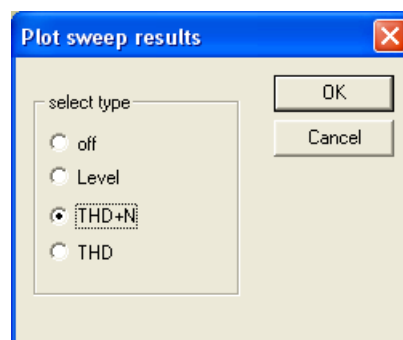 Plot sweep results
select type
off
Level
THD+N
THD
OK
Cancel